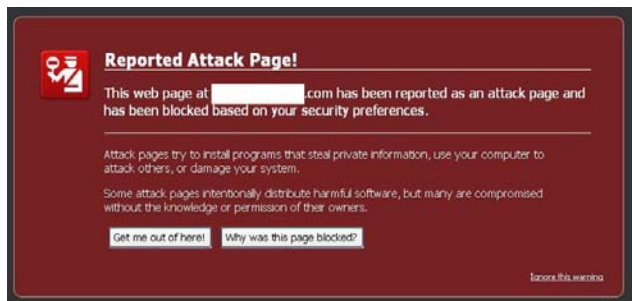 Reported Attack Page!
This web page at .com has been reported as an attack page and
has been blocked based on your security preferences.
Attack pages try to install programs that steal private information, use your computer to
attack others, or damage your system.
Some attack pages intentionally distribute harmful software, but many are compromised
without the knowledge or permission of their owners.
Get me out of here! Why was this page blocked?
Ignore this warning